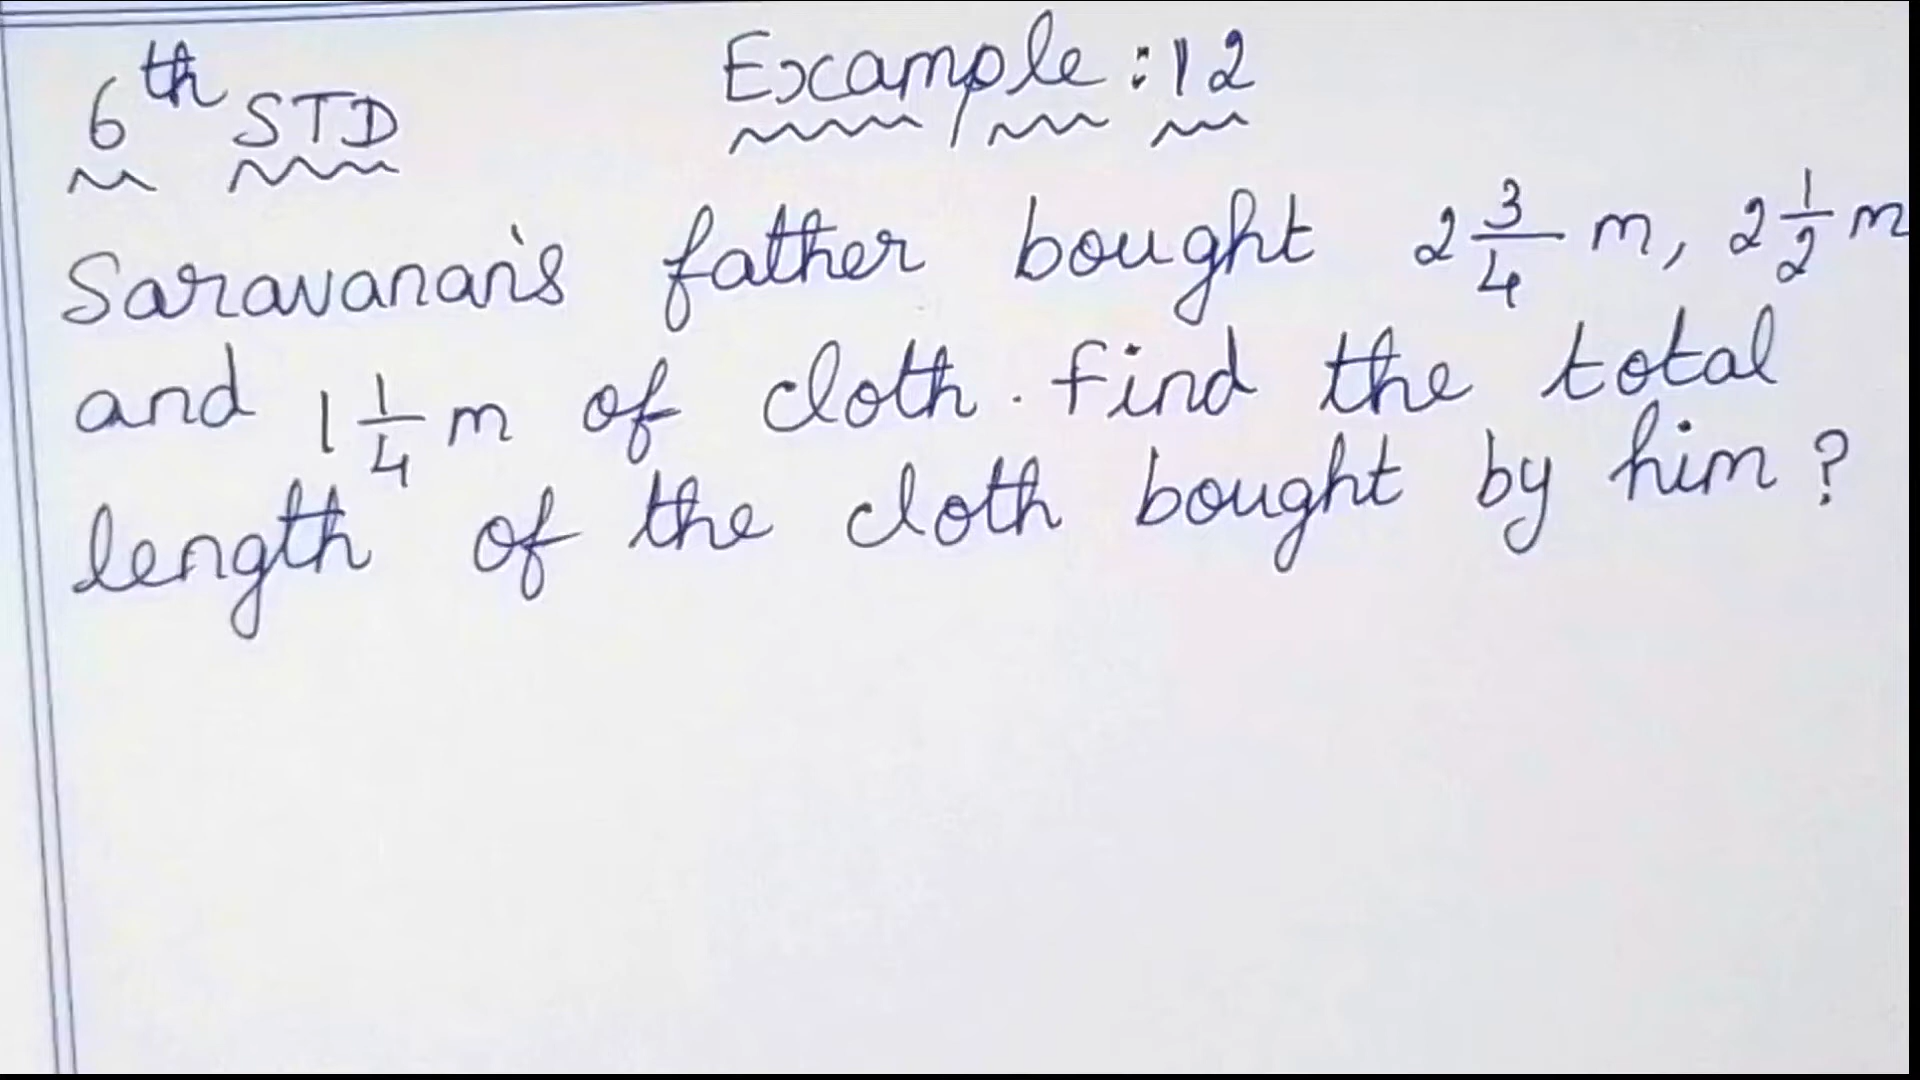 6th STD Example:12
Saravanan's father bought 2 3/4 m, 2 1/2 m
and 1 1/4 m of cloth. find the total
length of the cloth bought by him?